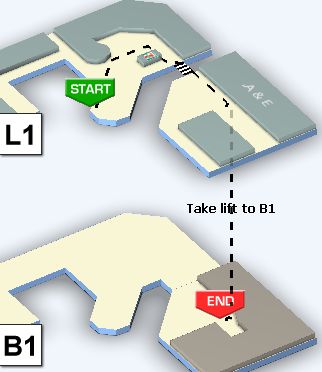 START
A & E
L1
Take lift to B1
END
B1